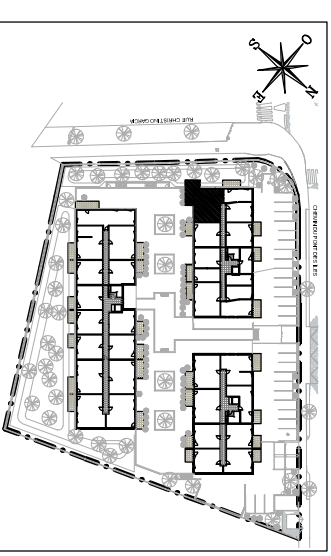 S
O
E
N
RUE CHRISTINO GARCIA
CHEMIN DU PONT DES ILES